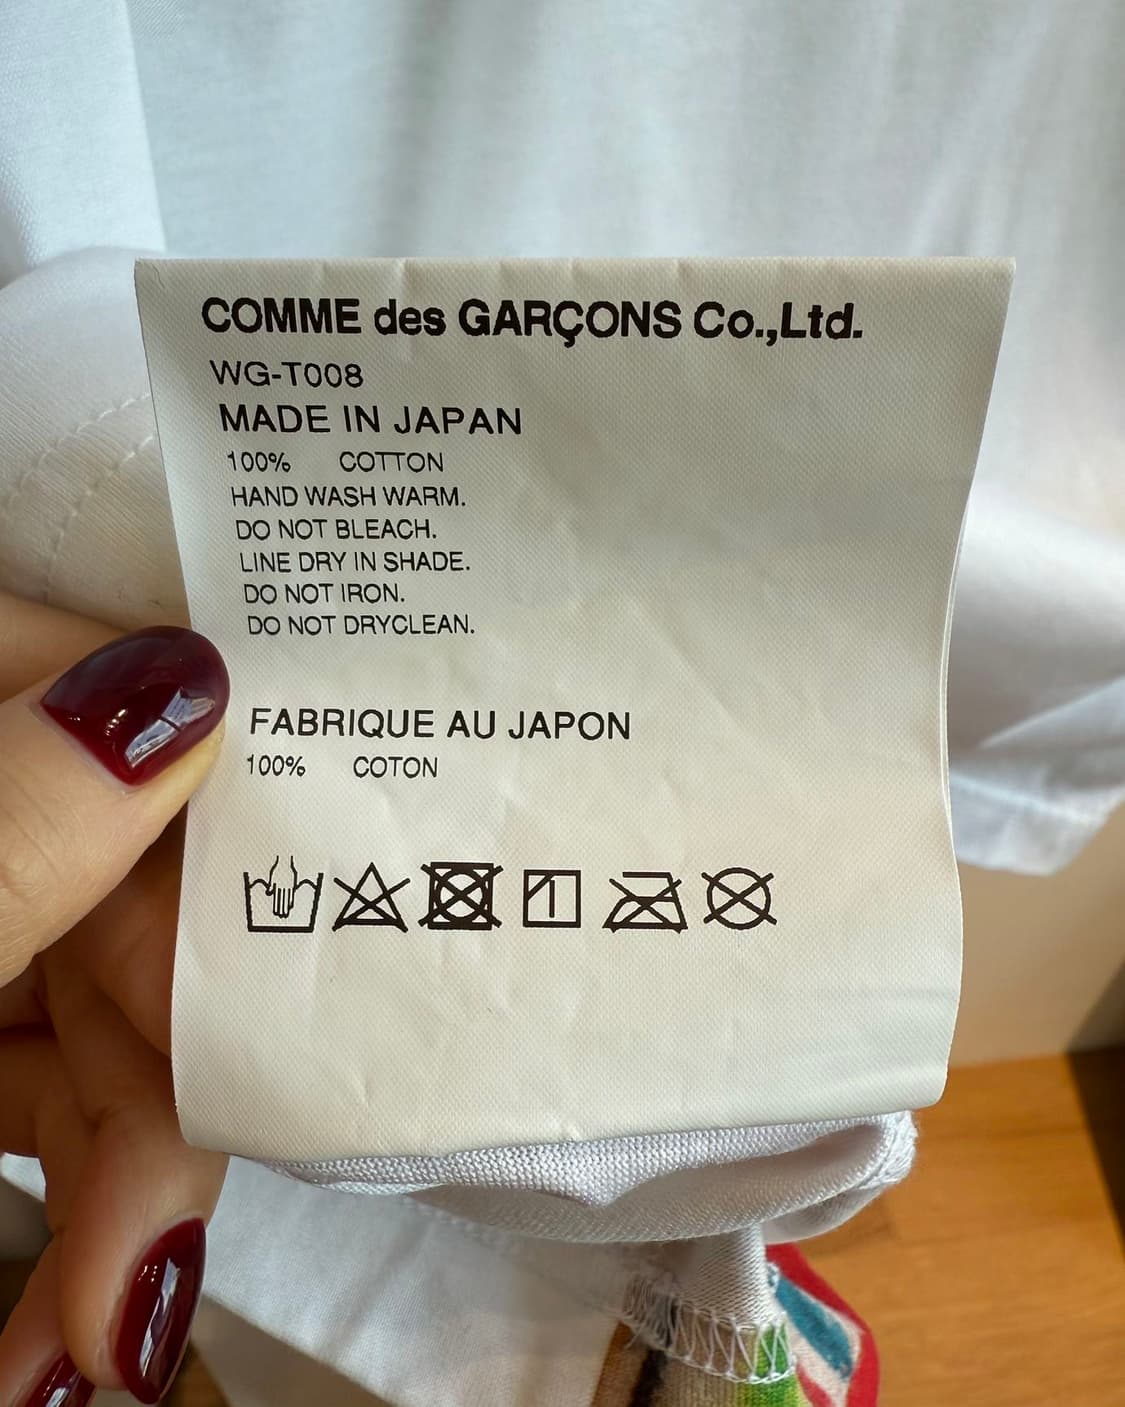 COMME des GARÇONS Co.,Ltd.
WG-T008
MADE IN JAPAN
100% COTTON
HAND WASH WARM.
DO NOT BLEACH.
LINE DRY IN SHADE.
DO NOT IRON.
DO NOT DRYCLEAN.
FABRIQUE AU JAPON
100% COTON